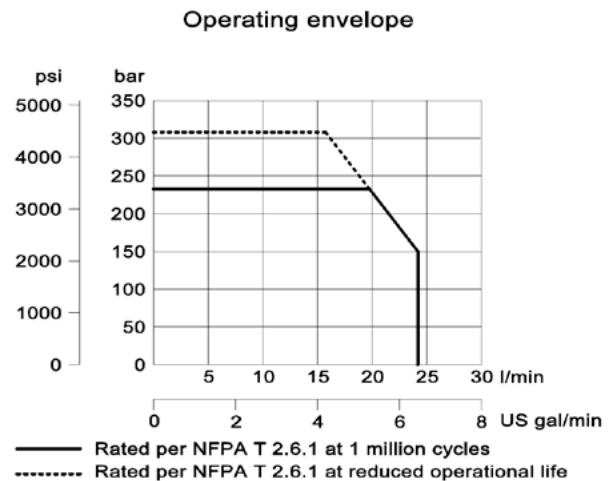 Operating envelope
psi bar
5000 350
4000 300
3000 250
2000 200
1000 150
0 100
50
0
5 10 15 20 25 30 l/min
0 2 4 6 8 US gal/min
Rated per NFPA T 2.6.1 at 1 million cycles
Rated per NFPA T 2.6.1 at reduced operational life